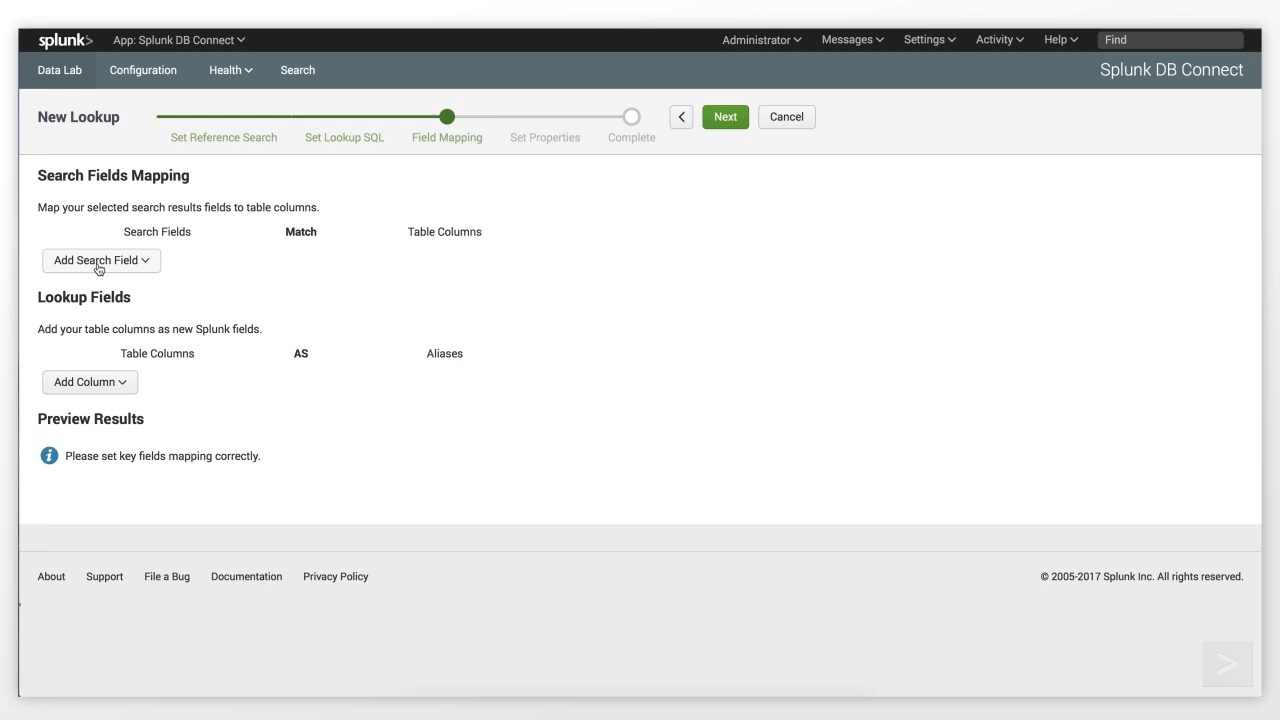 splunk> App: Splunk DB Connect Administrator Messages Settings Activity Help Find
Data Lab Configuration Health Search Splunk DB Connect
New Lookup Next Cancel
Set Reference Search Set Lookup SQL Field Mapping Set Properties Complete
Search Fields Mapping
Map your selected search results fields to table columns.
Search Fields Match Table Columns
Add Search Field
Lookup Fields
Add your table columns as new Splunk fields.
Table Columns AS Aliases
Add Column
Preview Results
Please set key fields mapping correctly.
About Support File a Bug Documentation Privacy Policy © 2005-2017 Splunk Inc. All rights reserved.